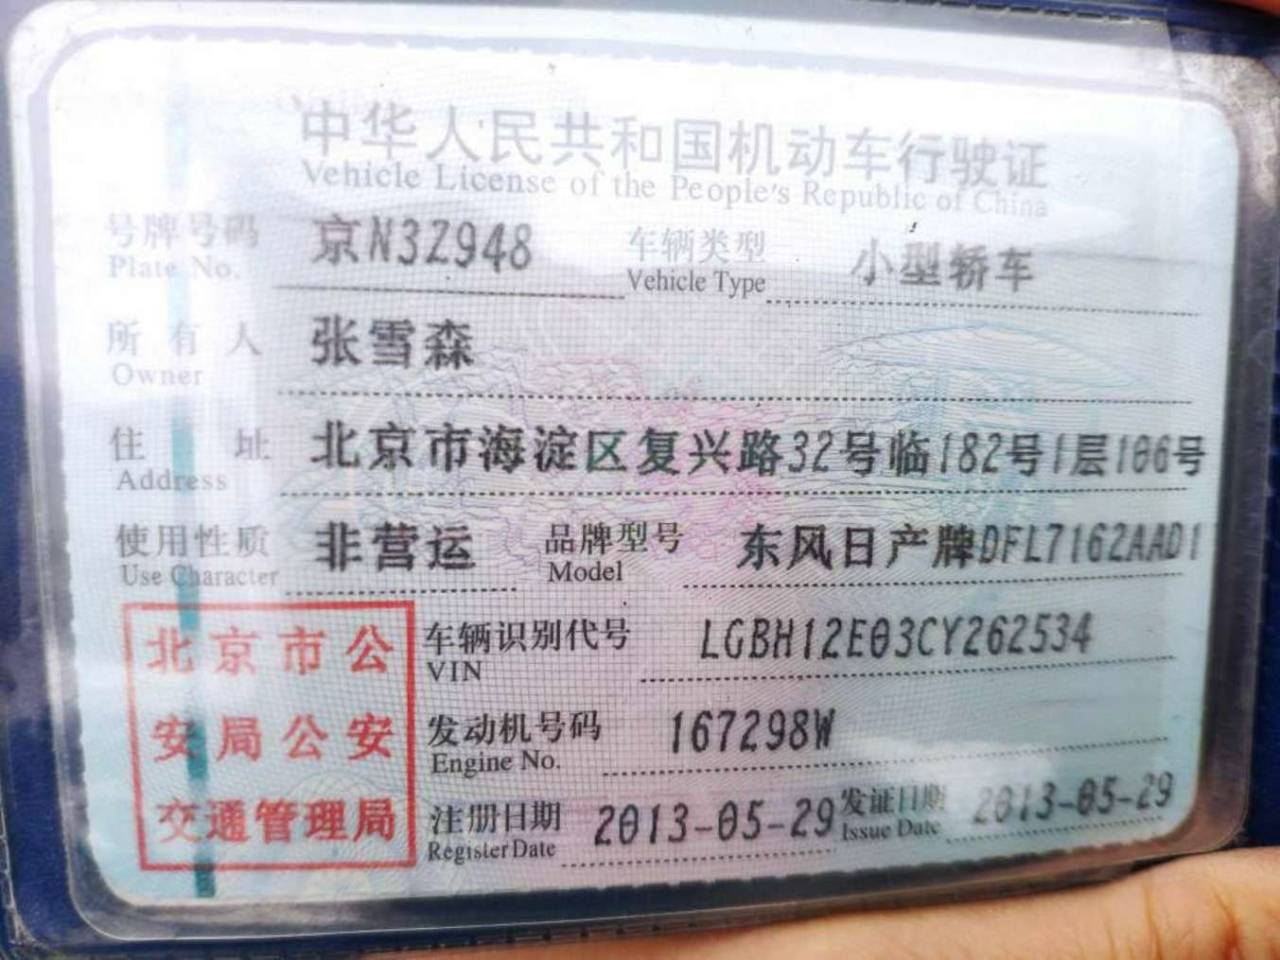 中华人民共和国机动车行驶证
Vehicle License of the People's Republic of China
号牌号码 京N3Z948 车辆类型 小型轿车
Plate No. Vehicle Type
所有人 张雪森
Owner
住址 北京市海淀区复兴路32号临182号1层106号
Address
使用性质 非营运 品牌型号 东风日产牌DFL7162AAD1
Use Character Model
北京市公
安局公安
交通管理局
车辆识别代号 LGBH12E03CY262534
VIN
发动机号码 167298W
Engine No.
注册日期 2013-05-29 发证日期 2013-05-29
Register Date Issue Date